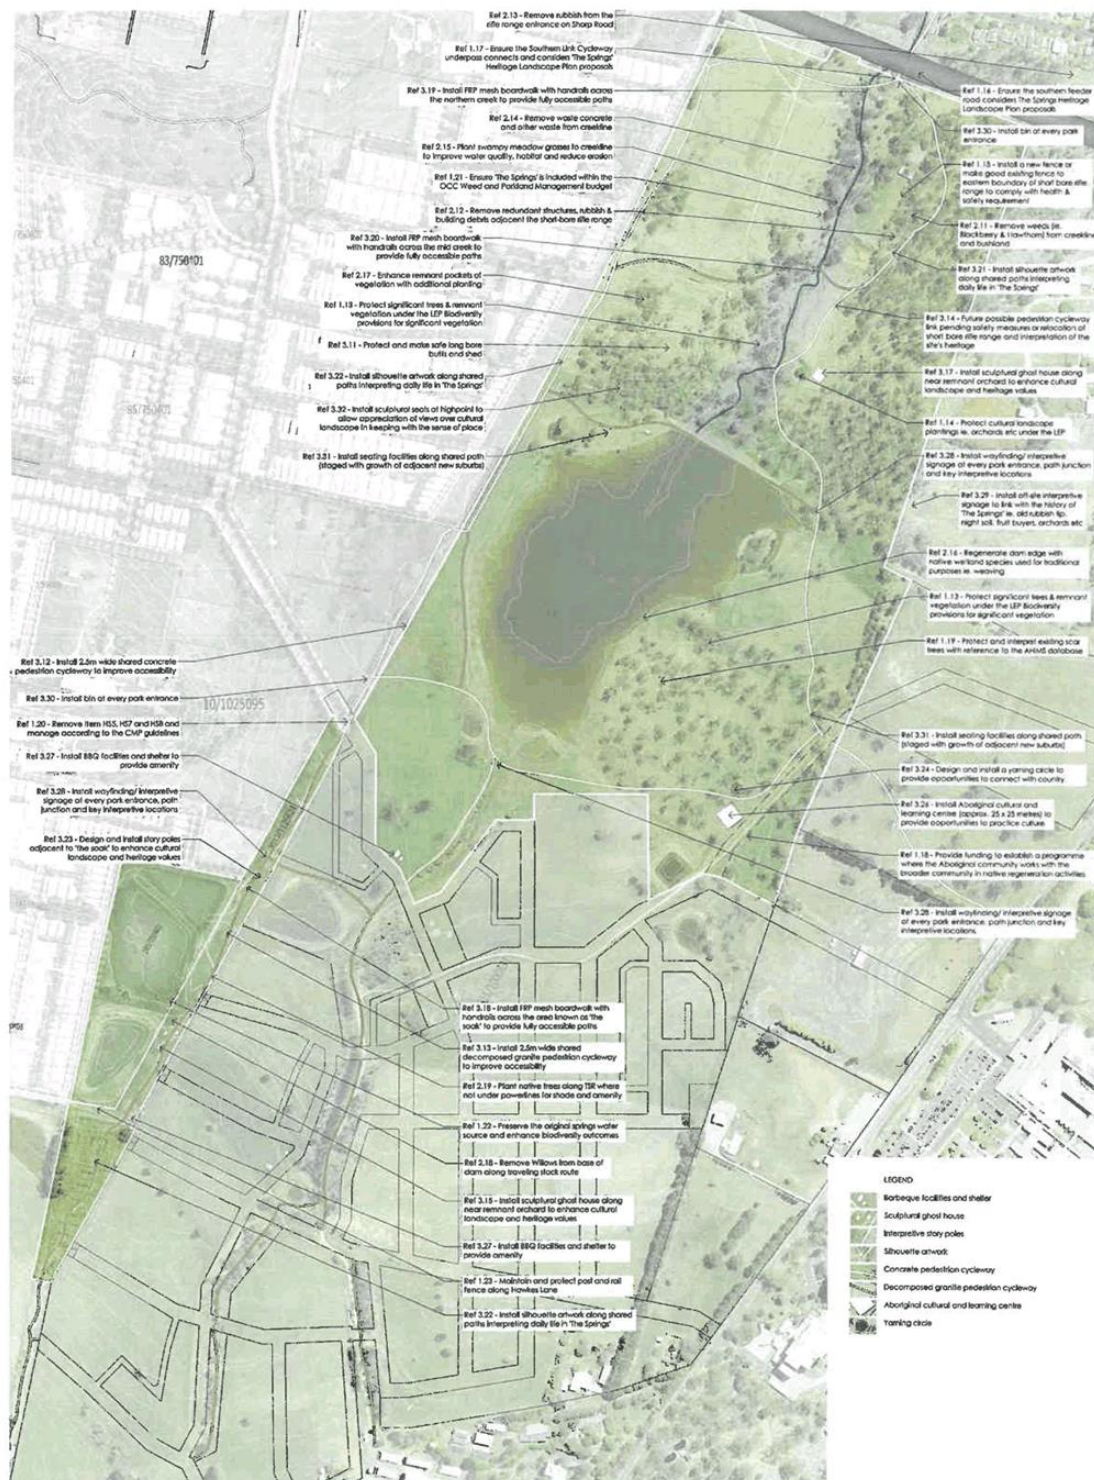 Ref 2.13 - Remove rubbish from the
rifle range entrance on Sharp Road
Ref 1.17 - Ensure the Southern Link Cycleway
underpass connects and considers 'The Springs'
Heritage Landscape Plan proposals
Ref 3.19 - Install FRP mesh boardwalk with handrails across
the northern creek to provide fully accessible paths
Ref 2.14 - Remove waste concrete
and other waste from creekline
Ref 2.15 - Plant swampy meadow grasses to creekline
to improve water quality, habitat and reduce erosion
Ref 1.21 - Ensure 'The Springs' is included within the
OCC Weed and Parkland Management budget
Ref 2.12 - Remove redundant structures, rubbish &
building debris adjacent the short-bore rifle range
Ref 3.20 - Install FRP mesh boardwalk
with handrails across the mid creek to
provide fully accessible paths
Ref 2.17 - Enhance remnant pockets of
vegetation with additional planting
Ref 1.13 - Protect significant trees & remnant
vegetation under the LEP Biodiversity
provisions for significant vegetation
Ref 3.11 - Protect and make safe long bore
butts and shed
Ref 3.22 - Install silhouette artwork along shared
paths interpreting daily life in 'The Springs'
Ref 3.32 - Install sculptural seats at highpoint to
allow appreciation of views over cultural
landscape in keeping with the sense of place
Ref 3.31 - Install seating facilities along shared path
(staged with growth of adjacent new suburbs)
83/750401
85/750401
Ref 1.16 - Ensure the southern feeder
road considers The Springs Heritage
Landscape Plan proposals
Ref 3.30 - Install bin at every park
entrance
Ref 1.15 - Install a new fence or
make good existing fence to
eastern boundary of short bore rifle
range to comply with health &
safety requirement
Ref 2.11 - Remove weeds (ie.
Blackberry & Hawthorn) from creekline
and bushland
Ref 3.21 - Install silhouette artwork
along shared paths interpreting
daily life in 'The Springs'
Ref 3.14 - Future possible pedestrian cycleway
link pending safety measures or relocation of
short bore rifle range and interpretation of the
site's heritage
Ref 3.17 - Install sculptural ghost house along
near remnant orchard to enhance cultural
landscape and heritage values
Ref 1.14 - Protect cultural landscape
plantings ie. orchards etc under the LEP
Ref 3.28 - Install wayfinding/ interpretive
signage at every park entrance, path junction
and key interpretive locations
Ref 3.29 - Install off-site interpretive
signage to link with the history of
'The Springs' ie. old rubbish tip,
night soil, fruit buyers, orchards etc
Ref 2.16 - Regenerate dam edge with
native wetland species used for traditional
purposes ie. weaving
Ref 1.13 - Protect significant trees & remnant
vegetation under the LEP Biodiversity
provisions for significant vegetation
Ref 1.19 - Protect and interpret existing scar
trees with reference to the AHIMS database
Ref 3.12 - Install 2.5m wide shared concrete
pedestrian cycleway to improve accessibility
Ref 3.30 - Install bin at every park entrance
10/1025095
Ref 1.20 - Remove item HS5, HS7 and HS8 and
manage according to the CMP guidelines
Ref 3.27 - Install BBQ facilities and shelter to
provide amenity
Ref 3.28 - Install wayfinding/ interpretive
signage at every park entrance, path
junction and key interpretive locations
Ref 3.23 - Design and install story poles
adjacent to 'the soak' to enhance cultural
landscape and heritage values
Ref 3.31 - Install seating facilities along shared path
(staged with growth of adjacent new suburbs)
Ref 3.24 - Design and install a yarning circle to
provide opportunities to connect with country
Ref 3.26 - Install Aboriginal cultural and
learning centre (approx. 25 x 25 metres) to
provide opportunities to practice culture
Ref 1.18 - Provide funding to establish a programme
where the Aboriginal community works with the
broader community in native regeneration activities
Ref 3.28 - Install wayfinding/ interpretive signage
at every park entrance, path junction and key
interpretive locations
Ref 3.18 - Install FRP mesh boardwalk with
handrails across the area known as 'the
soak' to provide fully accessible paths
Ref 3.13 - Install 2.5m wide shared
decomposed granite pedestrian cycleway
to improve accessibility
Ref 2.19 - Plant native trees along TSR where
not under powerlines for shade and amenity
Ref 1.22 - Preserve the original springs water
source and enhance biodiversity outcomes
Ref 2.18 - Remove Willows from base of
dam along traveling stock route
Ref 3.15 - Install sculptural ghost house along
near remnant orchard to enhance cultural
landscape and heritage values
Ref 3.27 - Install BBQ facilities and shelter to
provide amenity
Ref 1.23 - Maintain and protect post and rail
fence along Hawkes Lane
Ref 3.22 - Install silhouette artwork along shared
paths interpreting daily life in 'The Springs'
LEGEND
Barbeque facilities and shelter
Sculptural ghost house
Interpretive story poles
Silhouette artwork
Concrete pedestrian cycleway
Decomposed granite pedestrian cycleway
Aboriginal cultural and learning centre
Yarning circle